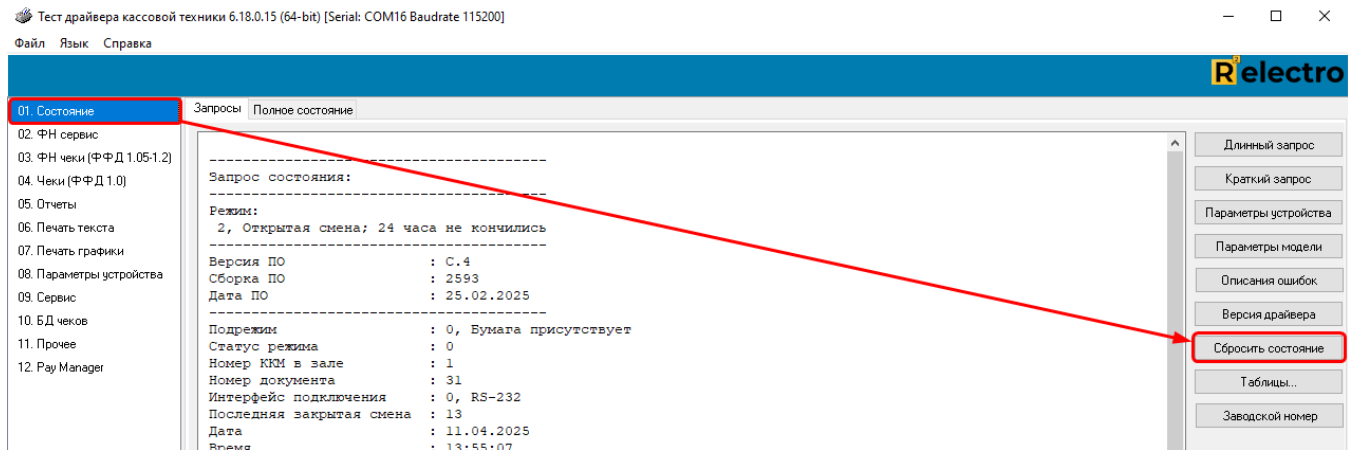 Тест драйвера кассовой техники 6.18.0.15 (64-bit) [Serial: COM16 Baudrate 115200]
Файл Язык Справка
R electro
01. Состояние
02. ФН сервис
03. ФН чеки (ФФД 1.05-1.2)
04. Чеки (ФФД 1.0)
05. Отчеты
06. Печать текста
07. Печать графики
08. Параметры устройства
09. Сервис
10. БД чеков
11. Прочее
12. Pay Manager
Запросы Полное состояние
----------------------------------------
Запрос состояния:
----------------------------------------
Режим:
2, Открытая смена; 24 часа не кончились
----------------------------------------
Версия ПО : C.4
Сборка ПО : 2593
Дата ПО : 25.02.2025
----------------------------------------
Подрежим : 0, Бумага присутствует
Статус режима : 0
Номер ККМ в зале : 1
Номер документа : 31
Интерфейс подключения : 0, RS-232
Последняя закрытая смена : 13
Дата : 11.04.2025
Время : 13:55:07
Длинный запрос
Краткий запрос
Параметры устройства
Параметры модели
Описания ошибок
Версия драйвера
Сбросить состояние
Таблицы...
Заводской номер